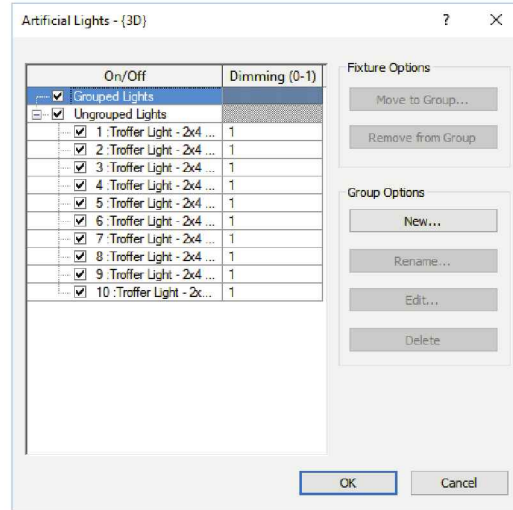 Artificial Lights - {3D}
? X
On/Off Dimming (0-1)
Grouped Lights
Ungrouped Lights
1 :Troffer Light - 2x4 ... 1
2 :Troffer Light - 2x4 ... 1
3 :Troffer Light - 2x4 ... 1
4 :Troffer Light - 2x4 ... 1
5 :Troffer Light - 2x4 ... 1
6 :Troffer Light - 2x4 ... 1
7 :Troffer Light - 2x4 ... 1
8 :Troffer Light - 2x4 ... 1
9 :Troffer Light - 2x4 ... 1
10 :Troffer Light - 2x... 1
Fixture Options
Move to Group...
Remove from Group
Group Options
New...
Rename...
Edit...
Delete
OK Cancel